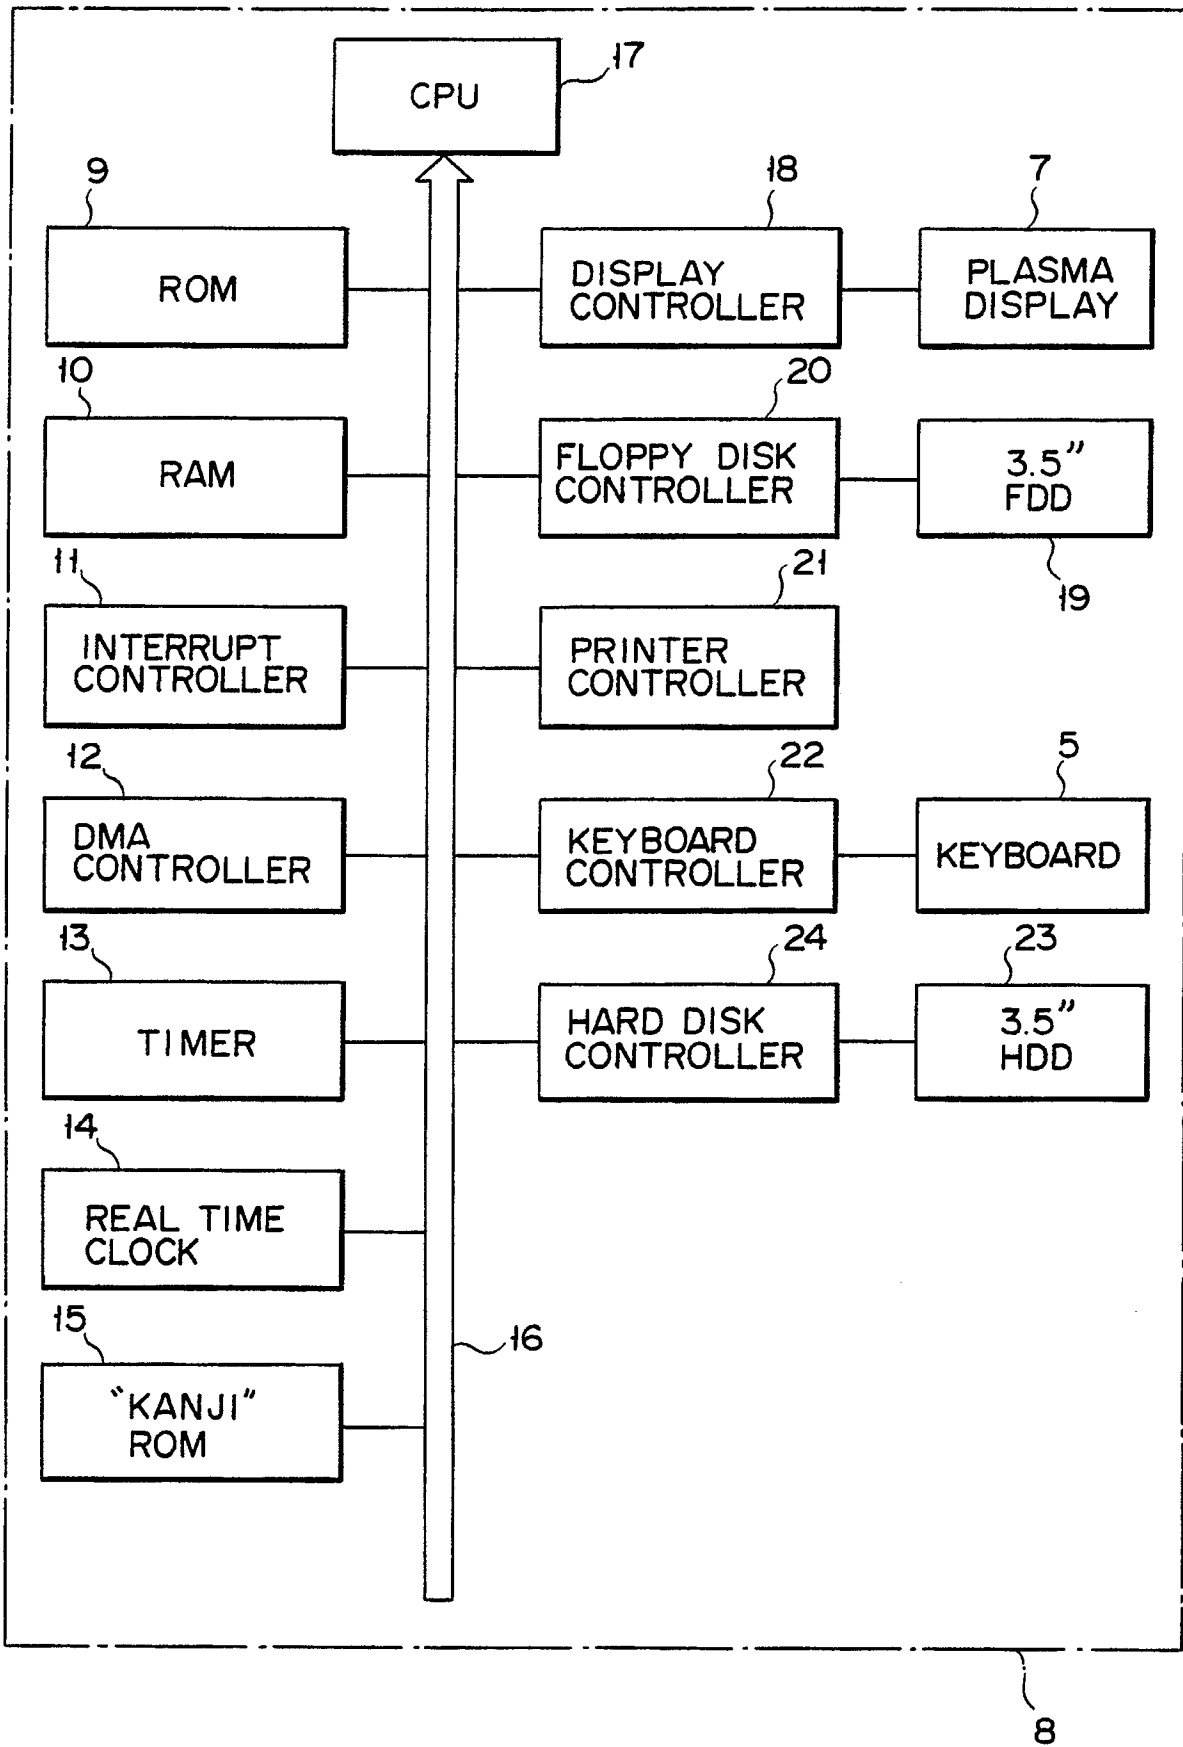 17
CPU
9
18
7
ROM
DISPLAY
CONTROLLER
PLASMA
DISPLAY
10
20
RAM
FLOPPY DISK
CONTROLLER
3.5"
FDD
19
11
21
INTERRUPT
CONTROLLER
PRINTER
CONTROLLER
12
22
5
DMA
CONTROLLER
KEYBOARD
CONTROLLER
KEYBOARD
13
24
23
TIMER
HARD DISK
CONTROLLER
3.5"
HDD
14
REAL TIME
CLOCK
15
16
"KANJI"
ROM
8